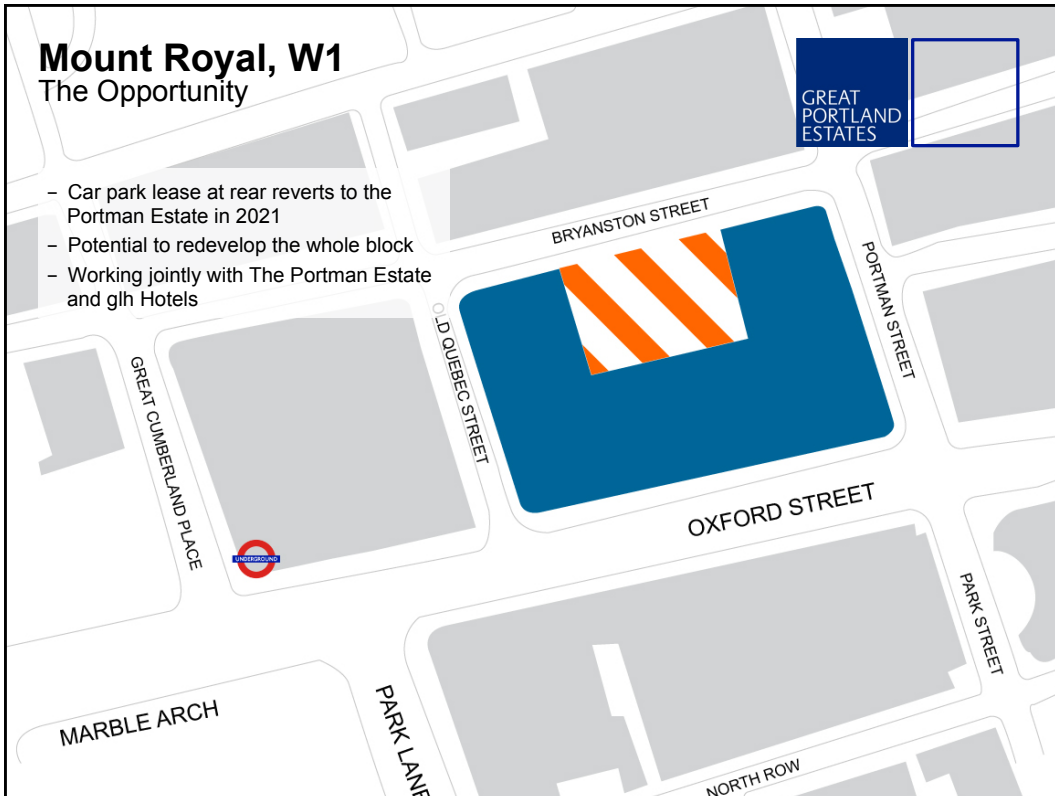 Mount Royal, W1
The Opportunity
GREAT
PORTLAND
ESTATES
– Car park lease at rear reverts to the
Portman Estate in 2021
– Potential to redevelop the whole block
– Working jointly with The Portman Estate
and glh Hotels
BRYANSTON STREET
PORTMAN STREET
OLD QUEBEC STREET
GREAT CUMBERLAND PLACE
OXFORD STREET
UNDERGROUND
PARK STREET
MARBLE ARCH
PARK LANE
NORTH ROW